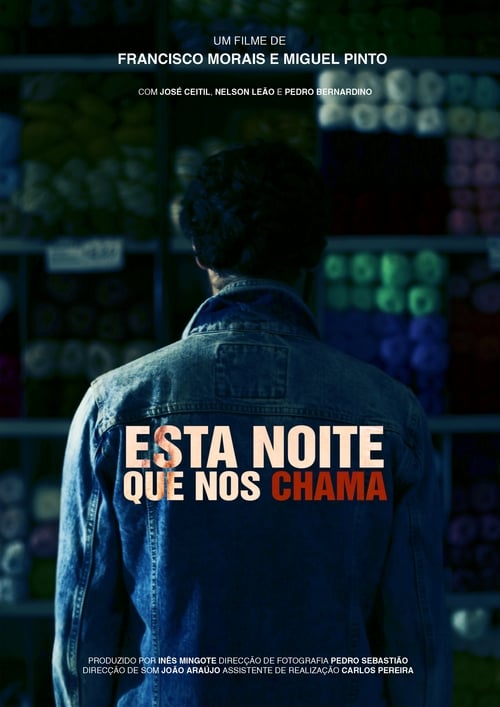 UM FILME DE
FRANCISCO MORAIS E MIGUEL PINTO
COM JOSÉ CEITIL, NELSON LEÃO E PEDRO BERNARDINO
ESTA NOITE
QUE NOS CHAMA
PRODUZIDO POR INÊS MINGOTE DIRECÇÃO DE FOTOGRAFIA PEDRO SEBASTIÃO
DIRECÇÃO DE SOM JOÃO ARAÚJO ASSISTENTE DE REALIZAÇÃO CARLOS PEREIRA